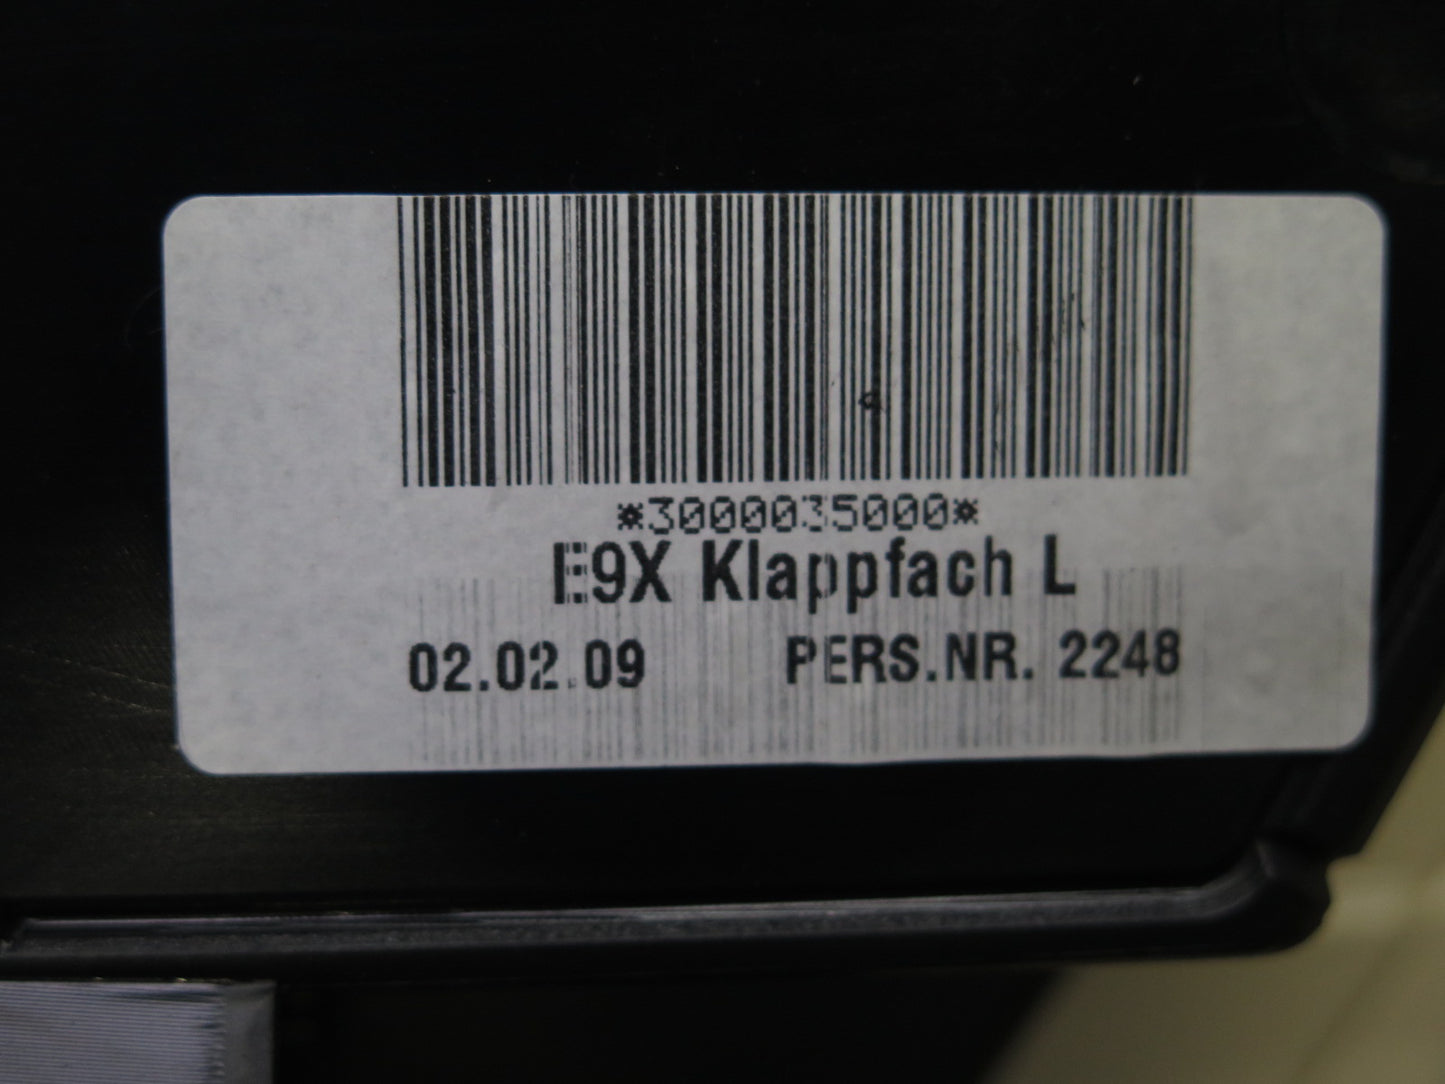 *3000035000*
E9X Klappfach L
02.02.09 PERS.NR. 2248